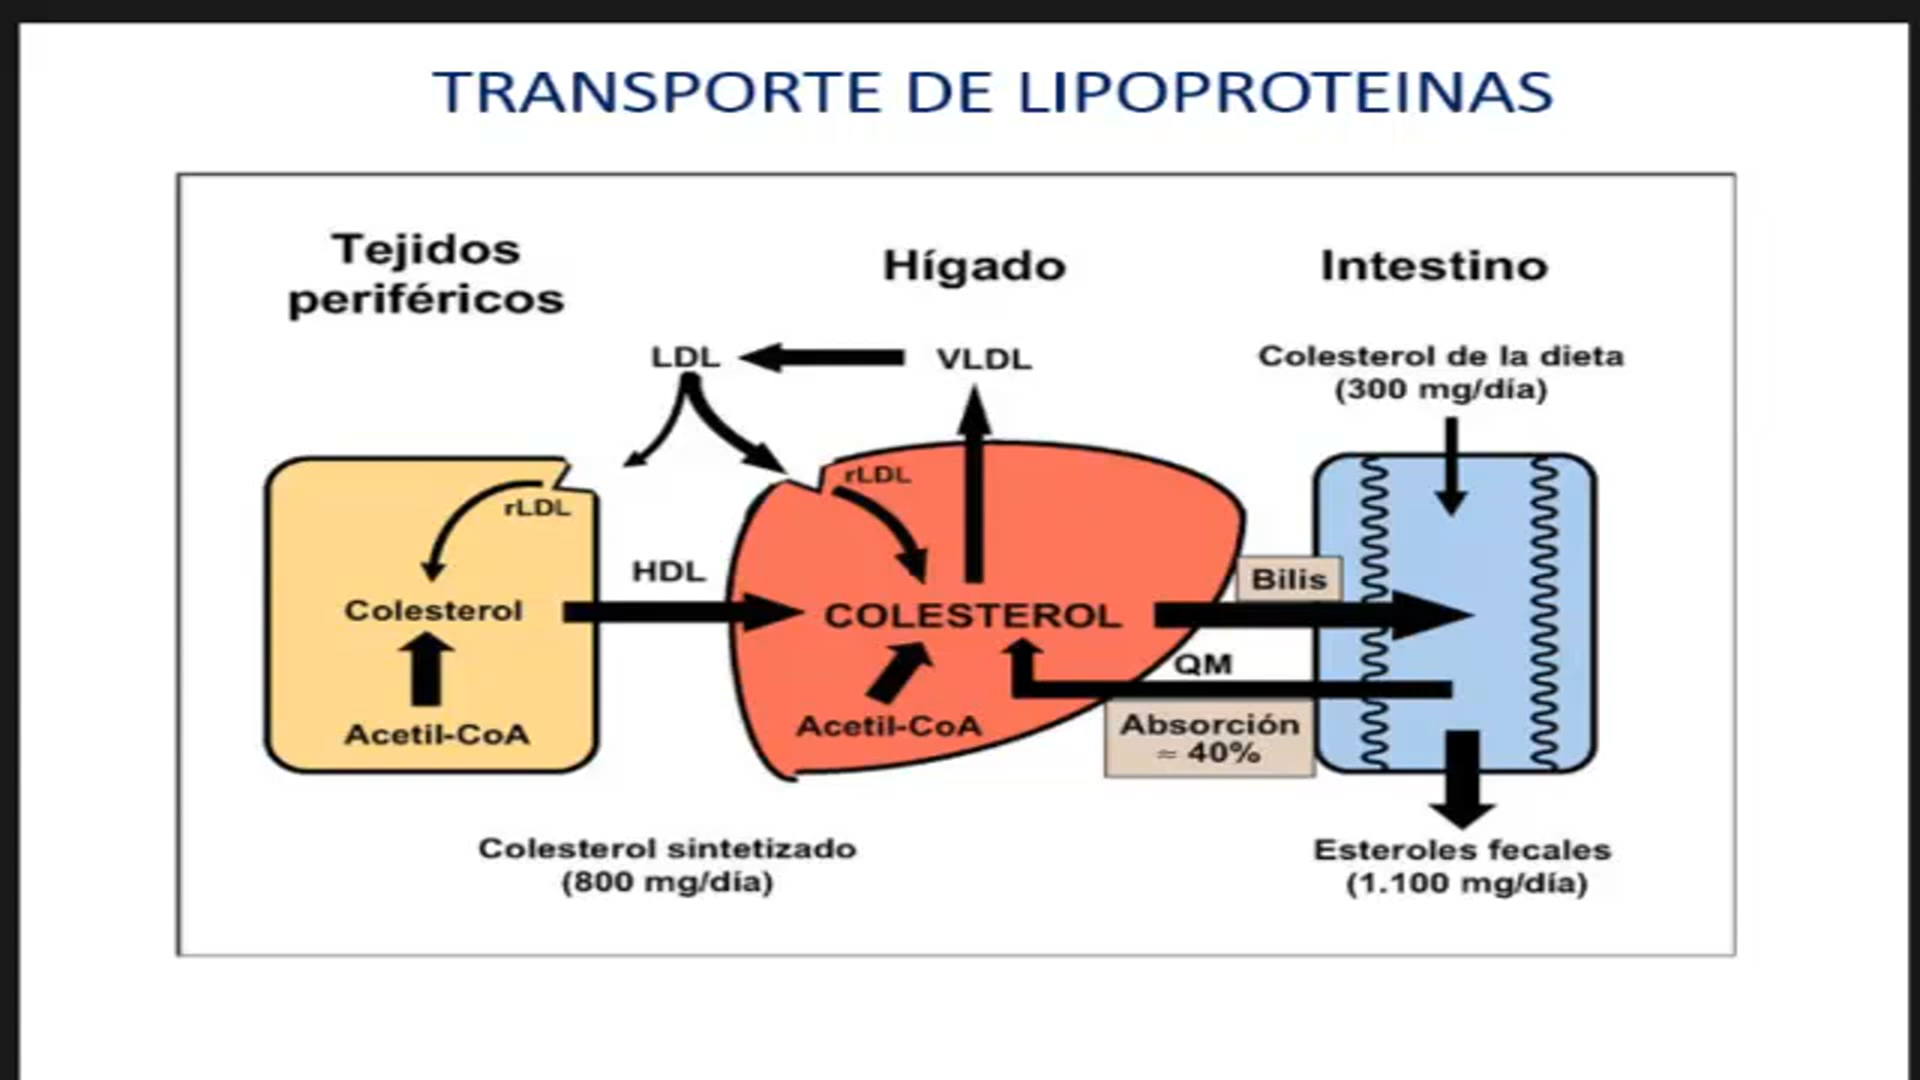 TRANSPORTE DE LIPOPROTEINAS
Tejidos
periféricos
Hígado
Intestino
LDL
VLDL
Colesterol de la dieta
(300 mg/día)
rLDL
rLDL
HDL
Bilis
Colesterol
COLESTEROL
QM
Acetil-CoA
Acetil-CoA
Absorción
≈ 40%
Colesterol sintetizado
(800 mg/día)
Esteroles fecales
(1.100 mg/día)